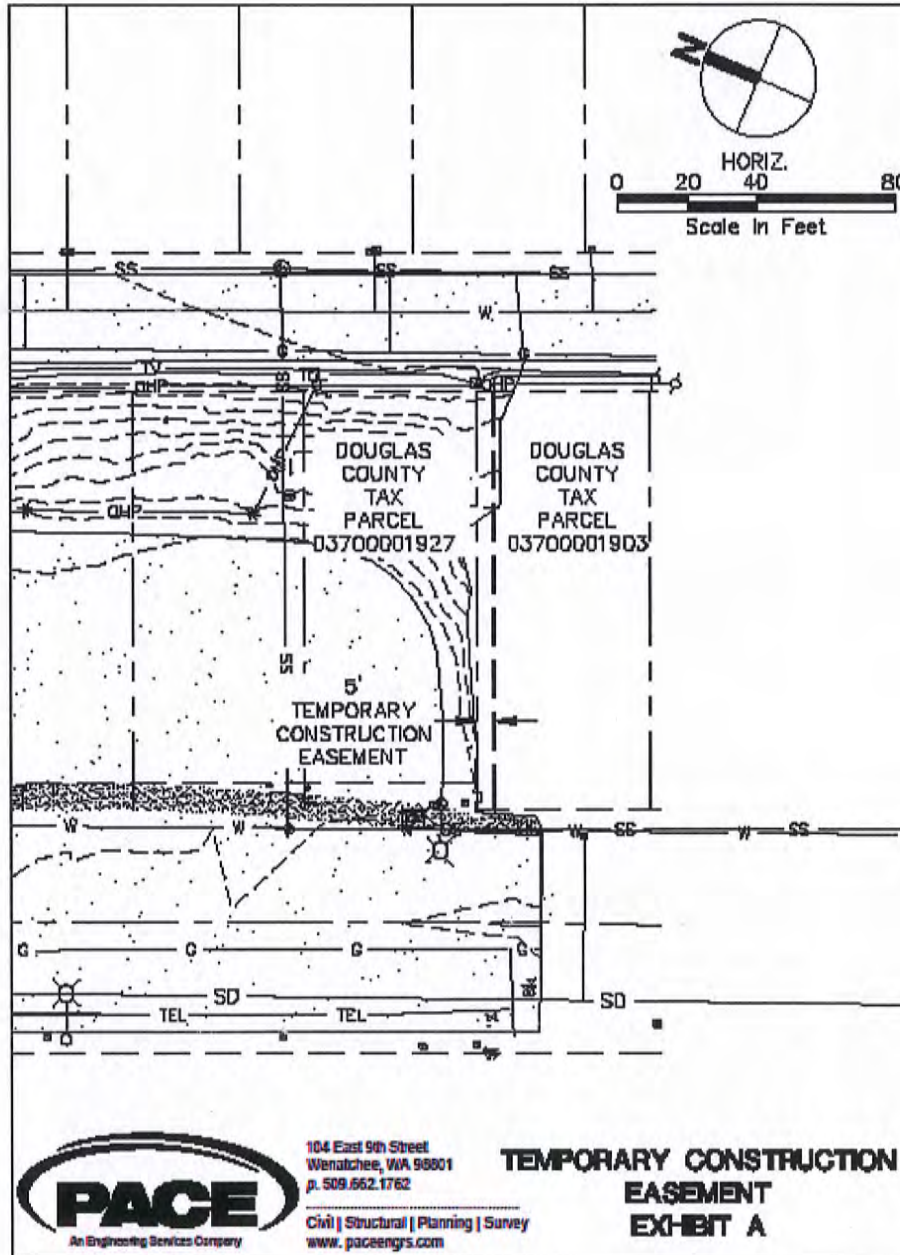 N
HORIZ.
0 20 40 80
Scale In Feet
SS SS SS
W
G G
TV
OHP OHP
SS
DOUGLAS
COUNTY
TAX
PARCEL
03700001927
DOUGLAS
COUNTY
TAX
PARCEL
03700001903
OHP
SS
5'
TEMPORARY
CONSTRUCTION
EASEMENT
W W W SS W SS
G G G G
SD SD
TEL TEL
PACE
An Engineering Services Company
104 East 9th Street
Wenatchee, WA 98801
p. 509.662.1762
Civil | Structural | Planning | Survey
www. paceengrs.com
TEMPORARY CONSTRUCTION
EASEMENT
EXHIBIT A